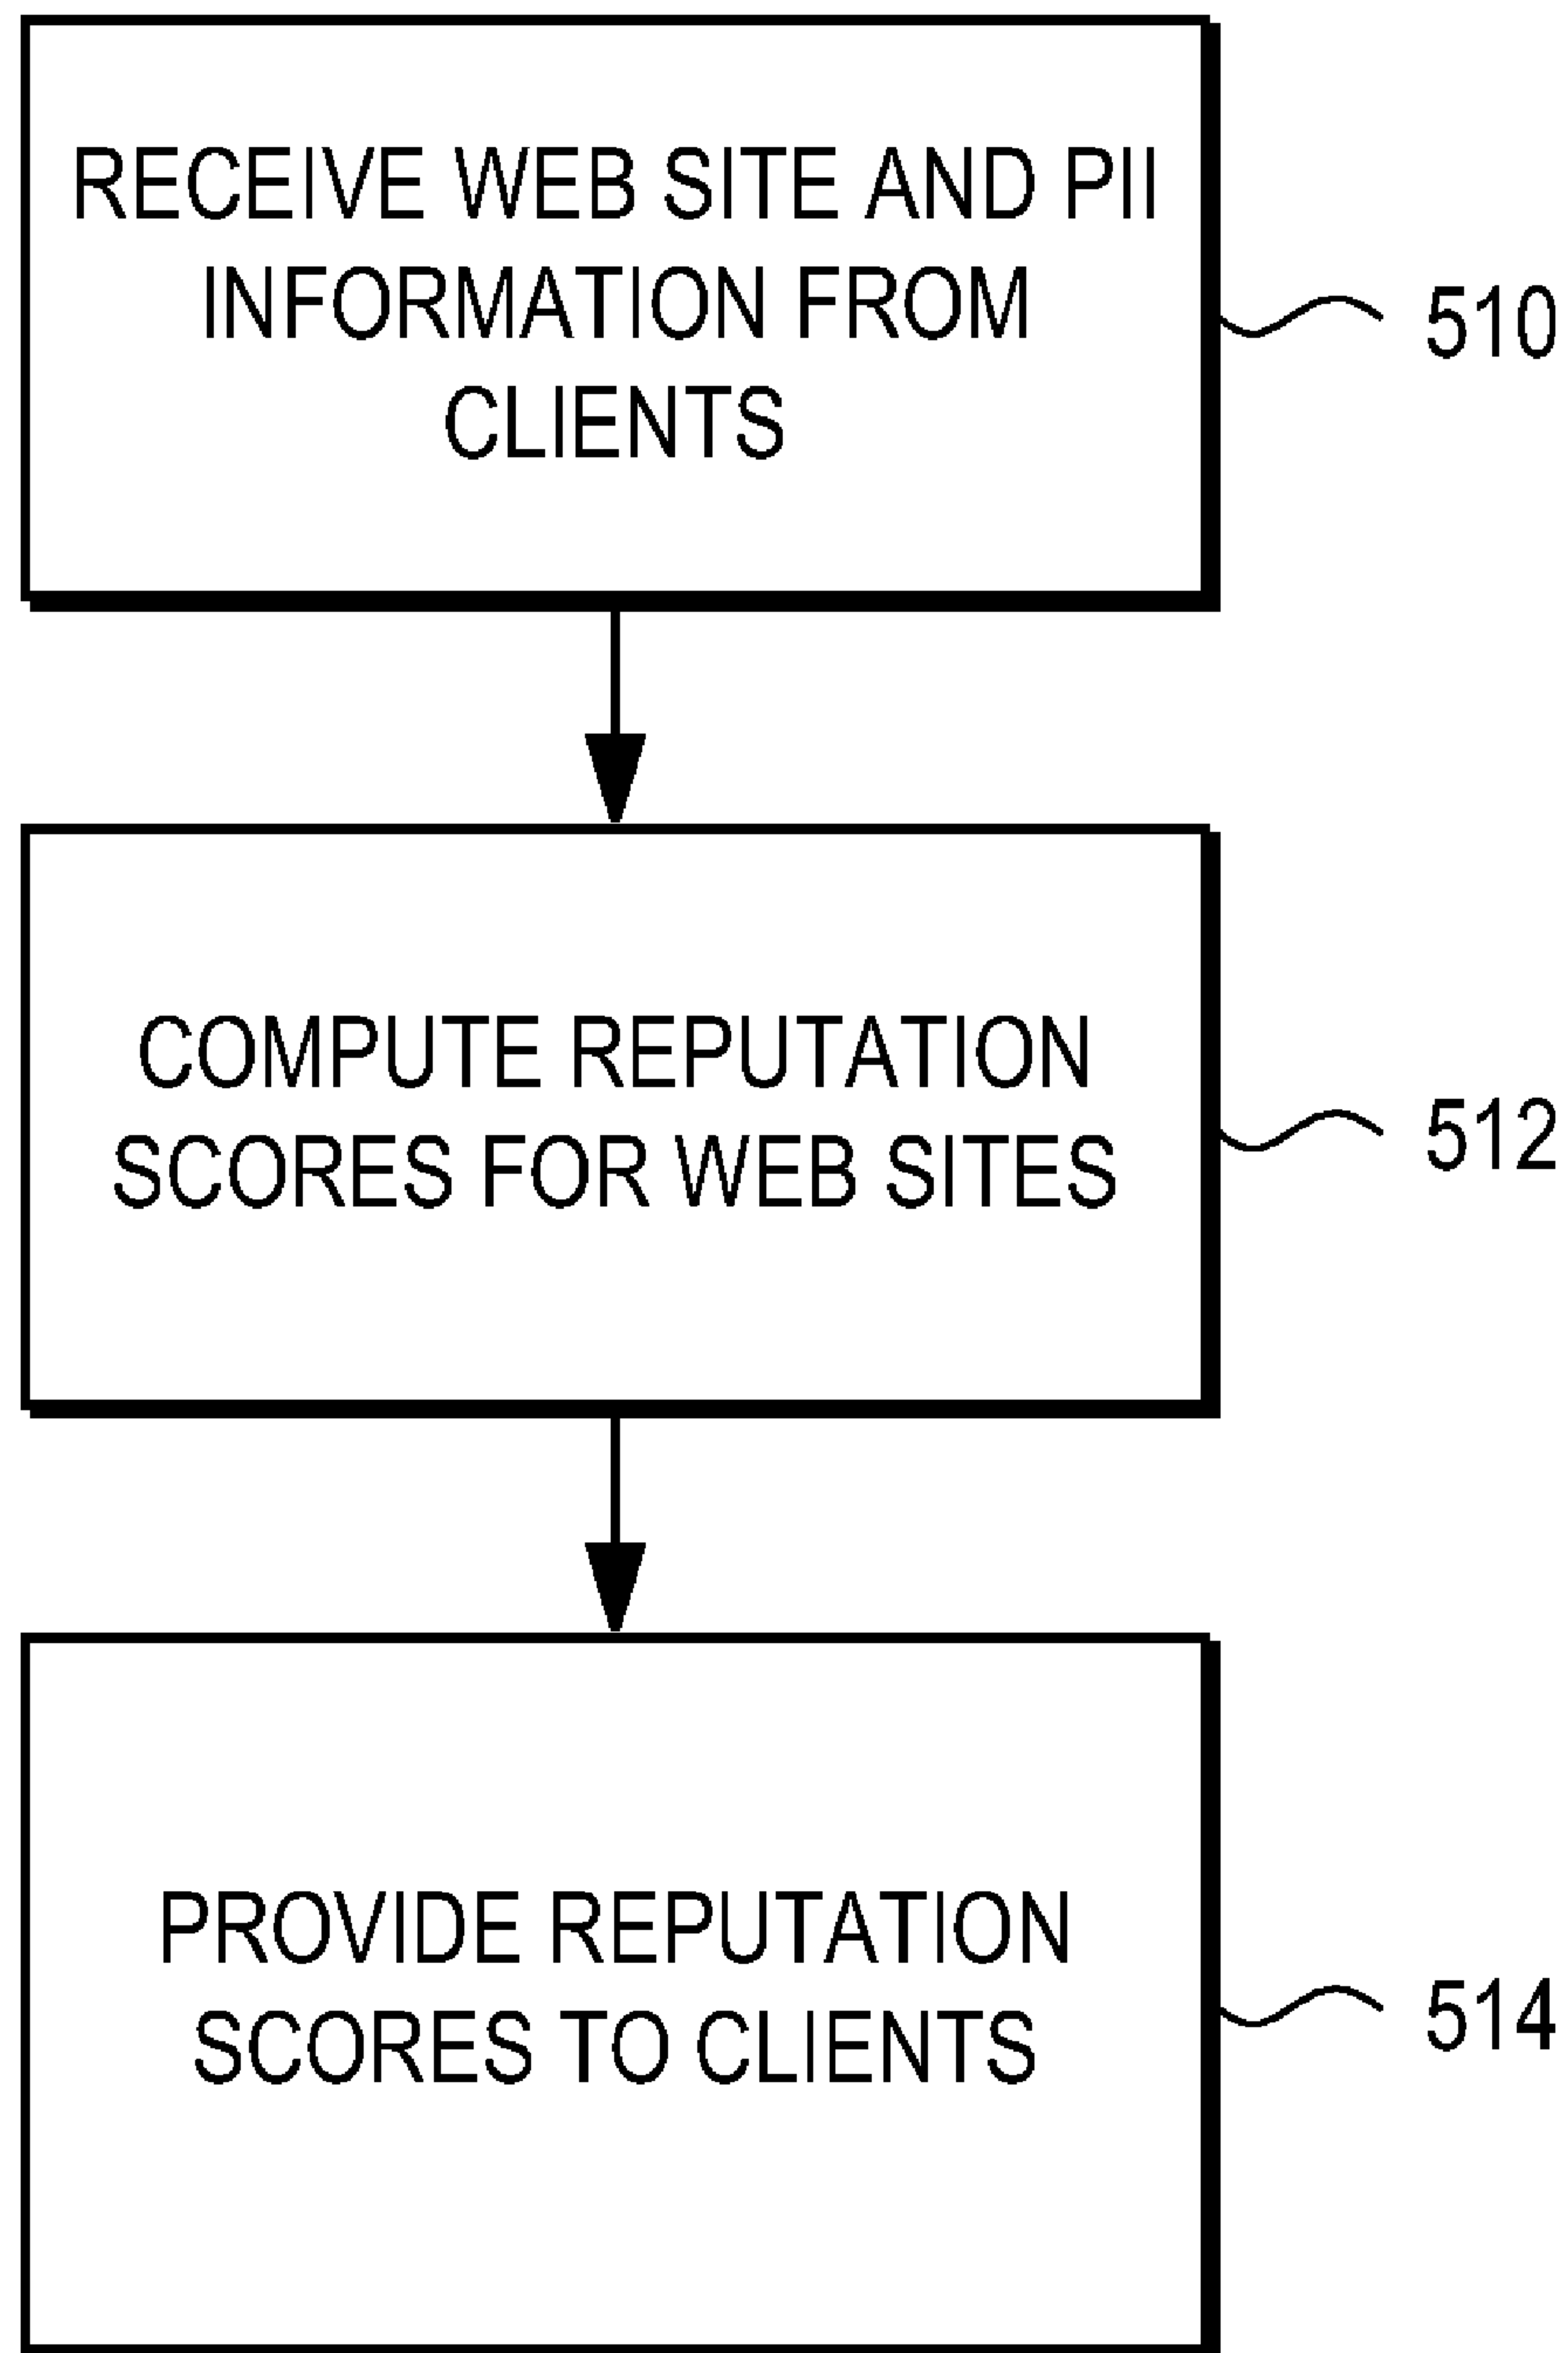 RECEIVE WEB SITE AND PII
INFORMATION FROM
CLIENTS
510
COMPUTE REPUTATION
SCORES FOR WEB SITES
512
PROVIDE REPUTATION
SCORES TO CLIENTS
514